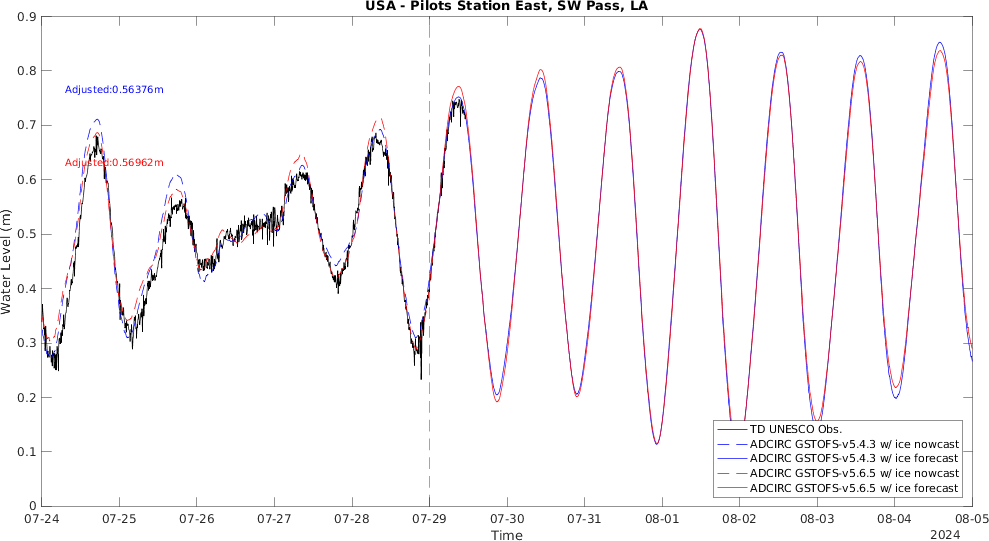 USA - Pilots Station East, SW Pass, LA
0.9
0.8
0.7
0.6
0.5
0.4
0.3
0.2
0.1
0
Water Level (m)
Adjusted:0.56376m
Adjusted:0.56962m
TD UNESCO Obs.
ADCIRC GSTOFS-v5.4.3 w/ ice nowcast
ADCIRC GSTOFS-v5.4.3 w/ ice forecast
ADCIRC GSTOFS-v5.6.5 w/ ice nowcast
ADCIRC GSTOFS-v5.6.5 w/ ice forecast
07-24 07-25 07-26 07-27 07-28 07-29 07-30 07-31 08-01 08-02 08-03 08-04 08-05
Time
2024